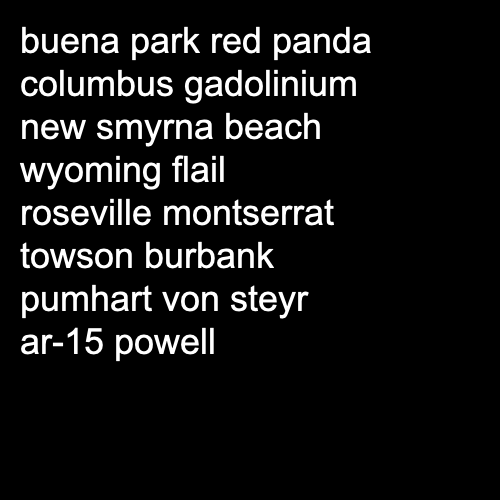 buena park red panda
columbus gadolinium
new smyrna beach
wyoming flail
roseville montserrat
towson burbank
pumhart von steyr
ar-15 powell